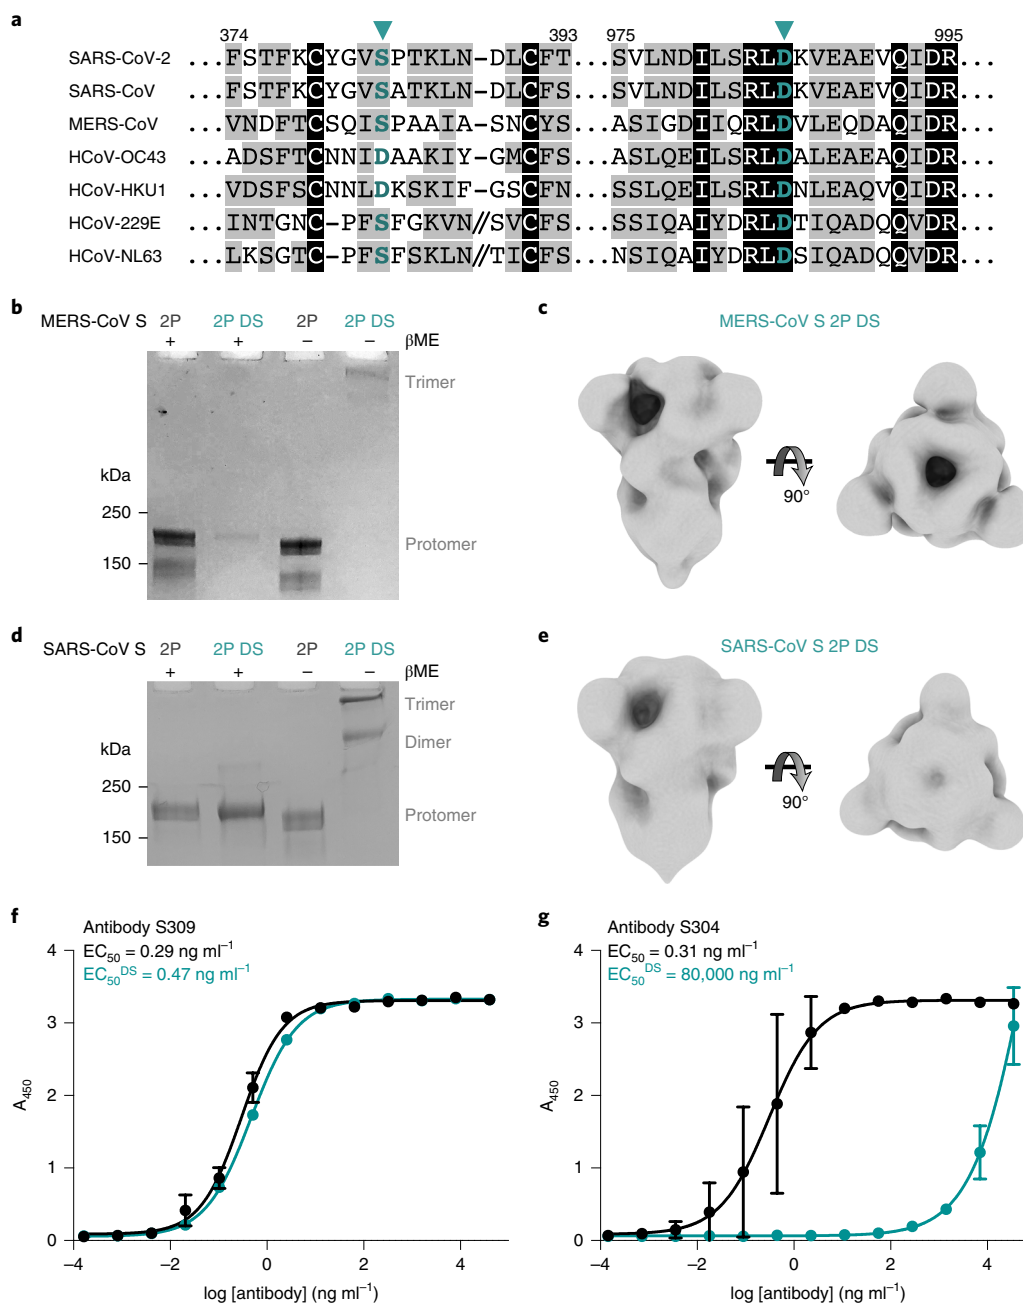 a
374 393 975 995
SARS-CoV-2 ...FSTFKCYGVSPTKLN-DLCFT...SVLNDILSRLDKVEAEVQIDR...
SARS-CoV ...FSTFKCYGVSATKLN-DLCFT...SVLNDILSRLDKVEAEVQIDR...
MERS-CoV ...VNDFTCSQISPAAIA-SNCYS...ASIGDIIQRLDVLEQDAQIDR...
HCoV-OC43 ...ADSFTCNNIDAAKIY-GMCFS...ASLQEILSRLDALEAEAQIDR...
HCoV-HKU1 ...VDSFSCNNLDKSKIF-GSCFN...SSLQEILSRLDNLEAQVQIDR...
HCoV-229E ...INTGNC-PFSFGKVN//SVCFS...SSIQAIYDRLDTIQADQQVDR...
HCoV-NL63 ...LKSGTC-PFSFSKLN//TICFS...NSIQAIYDRLDSIQADQQVDR...
b
MERS-CoV S 2P 2P DS 2P 2P DS
+ + − − βME
Trimer
kDa
250
150
Protomer
c
MERS-CoV S 2P DS
90°
d
SARS-CoV S 2P 2P DS 2P 2P DS
+ + − − βME
Trimer
Dimer
kDa
250
150
Protomer
e
SARS-CoV S 2P DS
90°
f
Antibody S309
EC50 = 0.29 ng ml−1
EC50DS = 0.47 ng ml−1
4
3
2
1
0
A450
−4 −2 0 2 4
log [antibody] (ng ml−1)
g
Antibody S304
EC50 = 0.31 ng ml−1
EC50DS = 80,000 ng ml−1
4
3
2
1
0
A450
−4 −2 0 2 4
log [antibody] (ng ml−1)